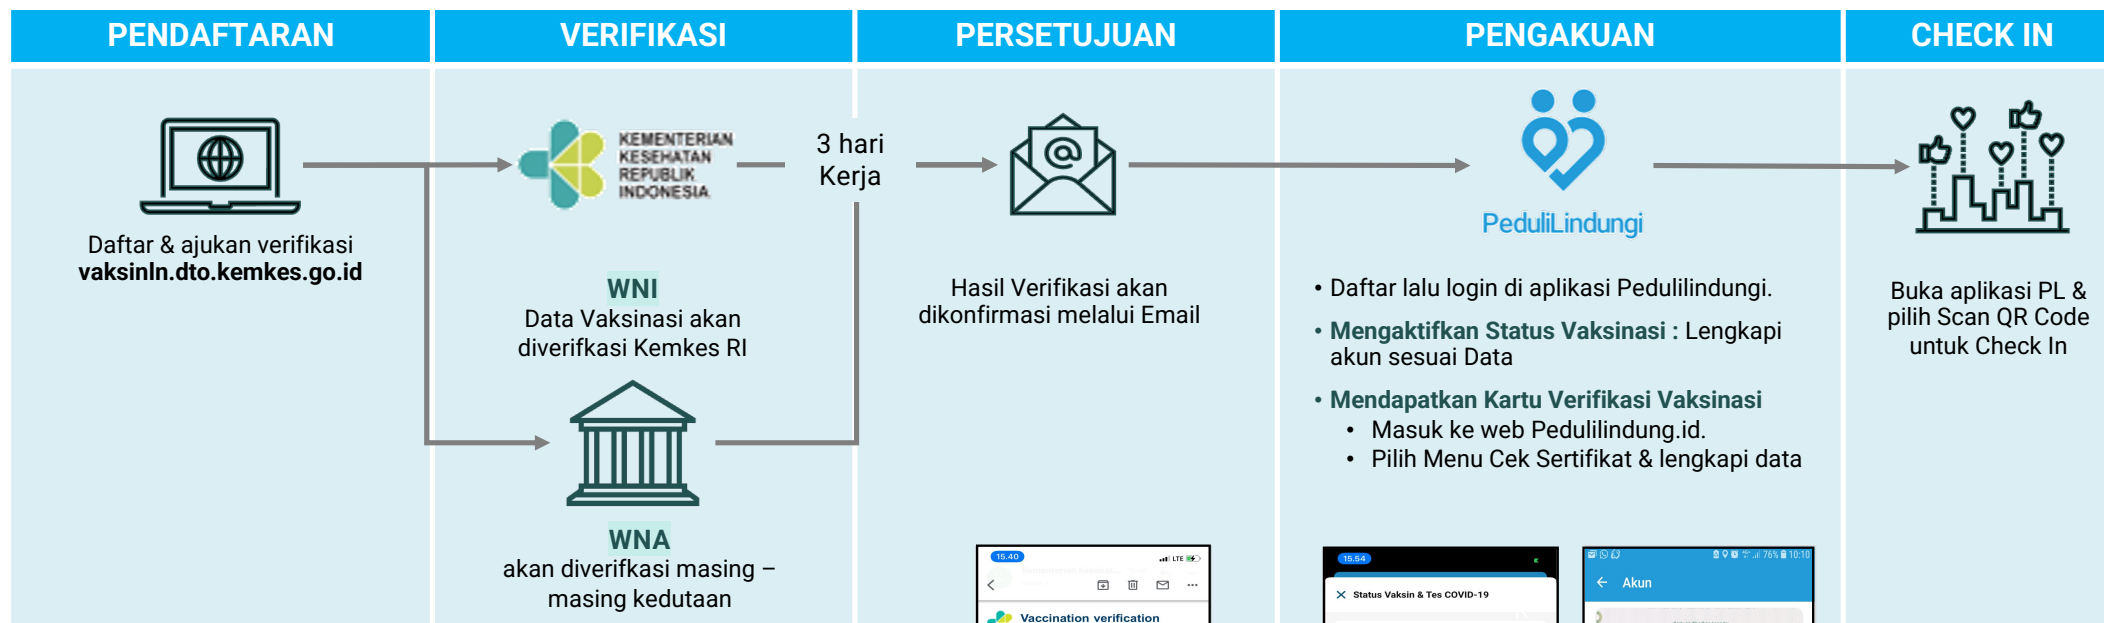 PENDAFTARAN
VERIFIKASI
PERSETUJUAN
PENGAKUAN
CHECK IN
Daftar & ajukan verifikasi
vaksinln.dto.kemkes.go.id
KEMENTERIAN
KESEHATAN
REPUBLIK
INDONESIA
WNI
Data Vaksinasi akan
diverifkasi Kemkes RI
WNA
akan diverifkasi masing –
masing kedutaan
3 hari
Kerja
@
Hasil Verifikasi akan
dikonfirmasi melalui Email
15.40
LTE
Vaccination verification
PeduliLindungi
• Daftar lalu login di aplikasi Pedulilindungi.
• Mengaktifkan Status Vaksinasi : Lengkapi
akun sesuai Data
• Mendapatkan Kartu Verifikasi Vaksinasi
• Masuk ke web Pedulilindung.id.
• Pilih Menu Cek Sertifikat & lengkapi data
15.54
Status Vaksin & Tes COVID-19
76% 10:10
Akun
Buka aplikasi PL &
pilih Scan QR Code
untuk Check In